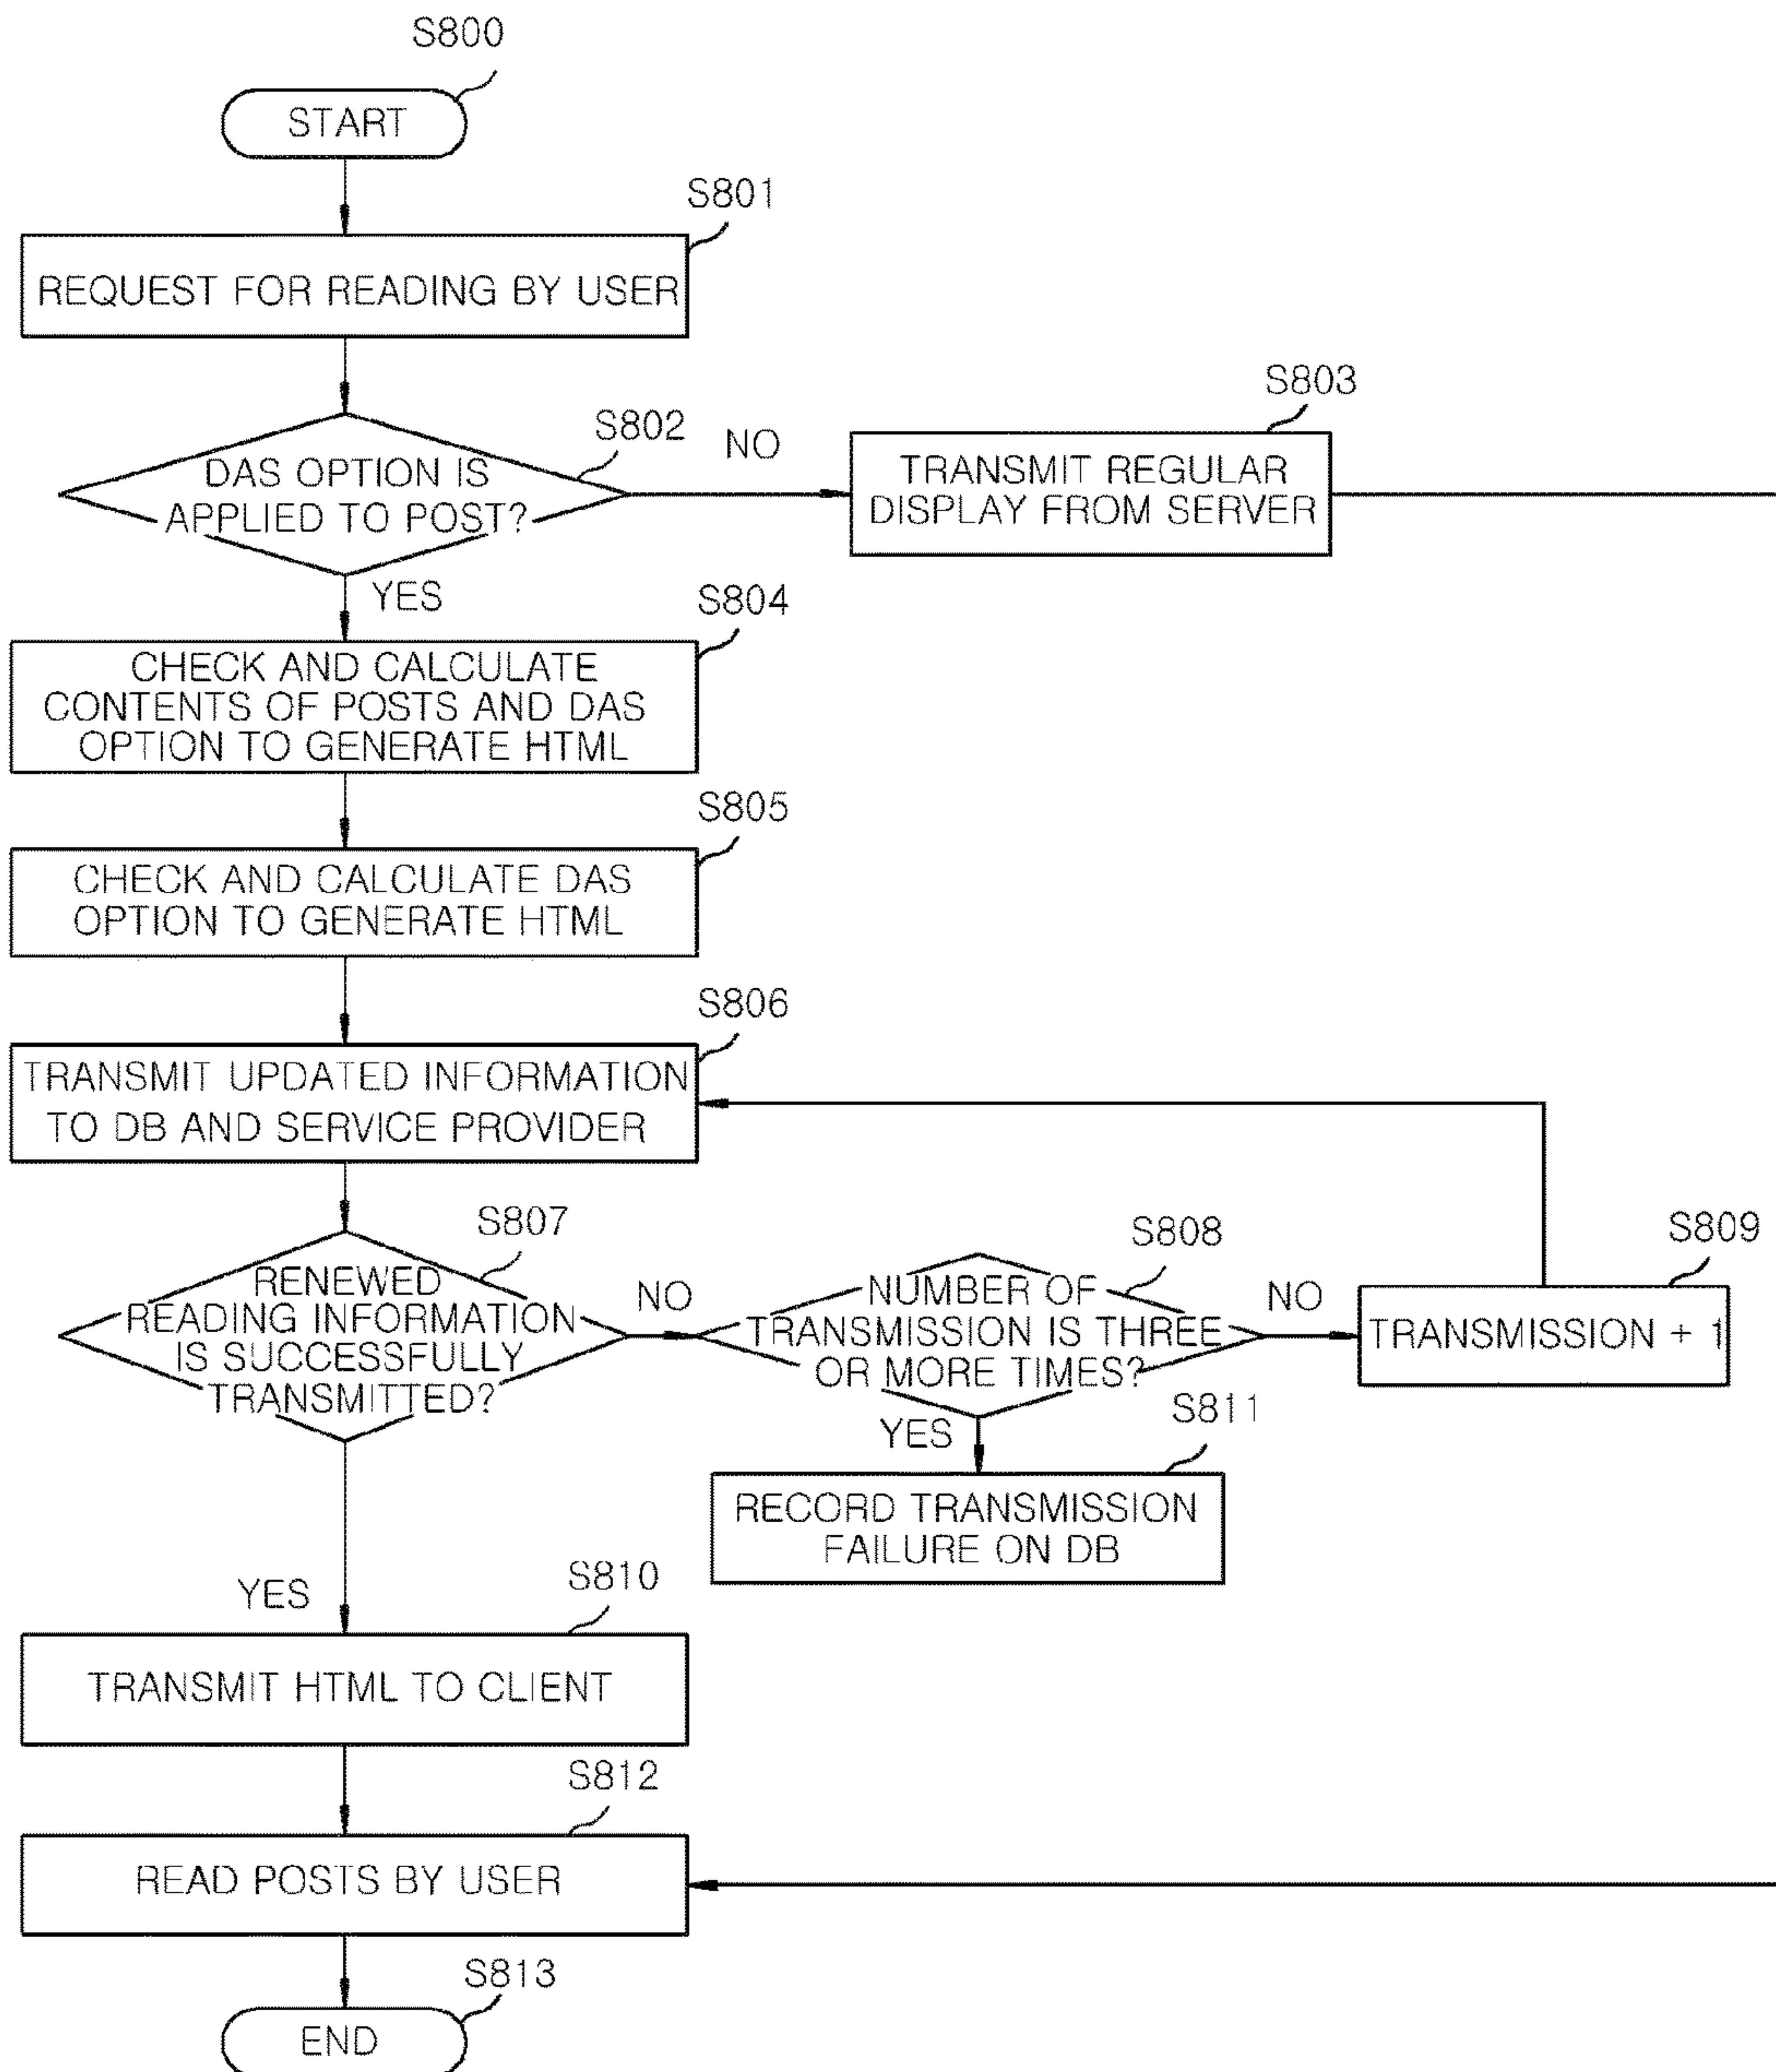 S800
START
S801
REQUEST FOR READING BY USER
S802
DAS OPTION IS
APPLIED TO POST?
NO
S803
TRANSMIT REGULAR
DISPLAY FROM SERVER
YES
S804
CHECK AND CALCULATE
CONTENTS OF POSTS AND DAS
OPTION TO GENERATE HTML
S805
CHECK AND CALCULATE DAS
OPTION TO GENERATE HTML
S806
TRANSMIT UPDATED INFORMATION
TO DB AND SERVICE PROVIDER
S807
RENEWED
READING INFORMATION
IS SUCCESSFULLY
TRANSMITTED?
NO
S808
NUMBER OF
TRANSMISSION IS THREE
OR MORE TIMES?
NO
S809
TRANSMISSION + 1
YES
S811
RECORD TRANSMISSION
FAILURE ON DB
YES
S810
TRANSMIT HTML TO CLIENT
S812
READ POSTS BY USER
S813
END